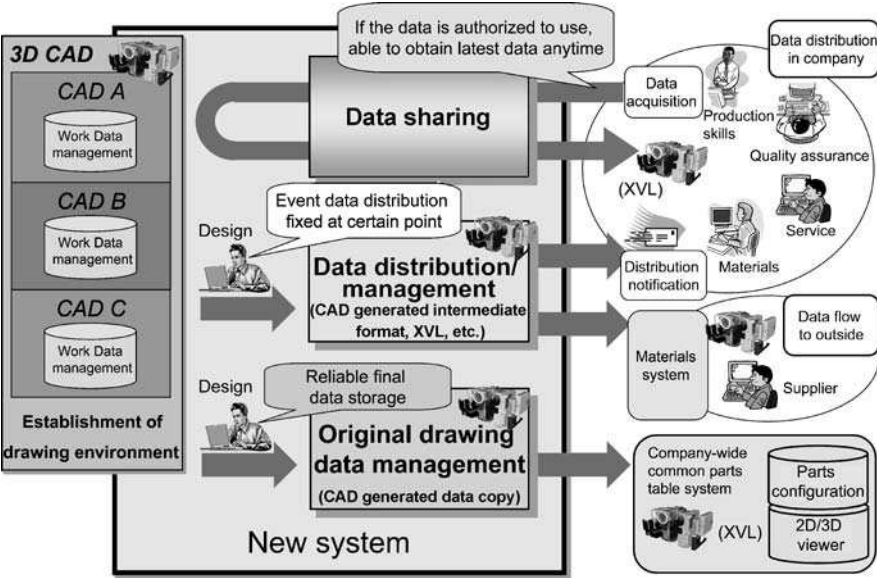 3D CAD
CAD A
Work Data
management
CAD B
Work Data
management
CAD C
Work Data
management
Establishment of
drawing environment
If the data is authorized to use,
able to obtain latest data anytime
Data sharing
Design
Event data distribution
fixed at certain point
Data distribution/
management
(CAD generated intermediate
format, XVL, etc.)
Design
Reliable final
data storage
Original drawing
data management
(CAD generated data copy)
New system
Data distribution
in company
Data
acquisition
Production
skills
Quality assurance
(XVL)
Service
Distribution
notification
Materials
Data flow
to outside
Materials
system
Supplier
Company-wide
common parts
table system
(XVL)
Parts
configuration
2D/3D
viewer